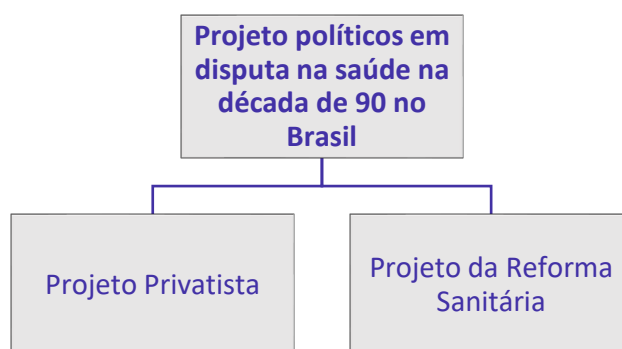 Projeto políticos em
disputa na saúde na
década de 90 no
Brasil
Projeto Privatista
Projeto da Reforma
Sanitária